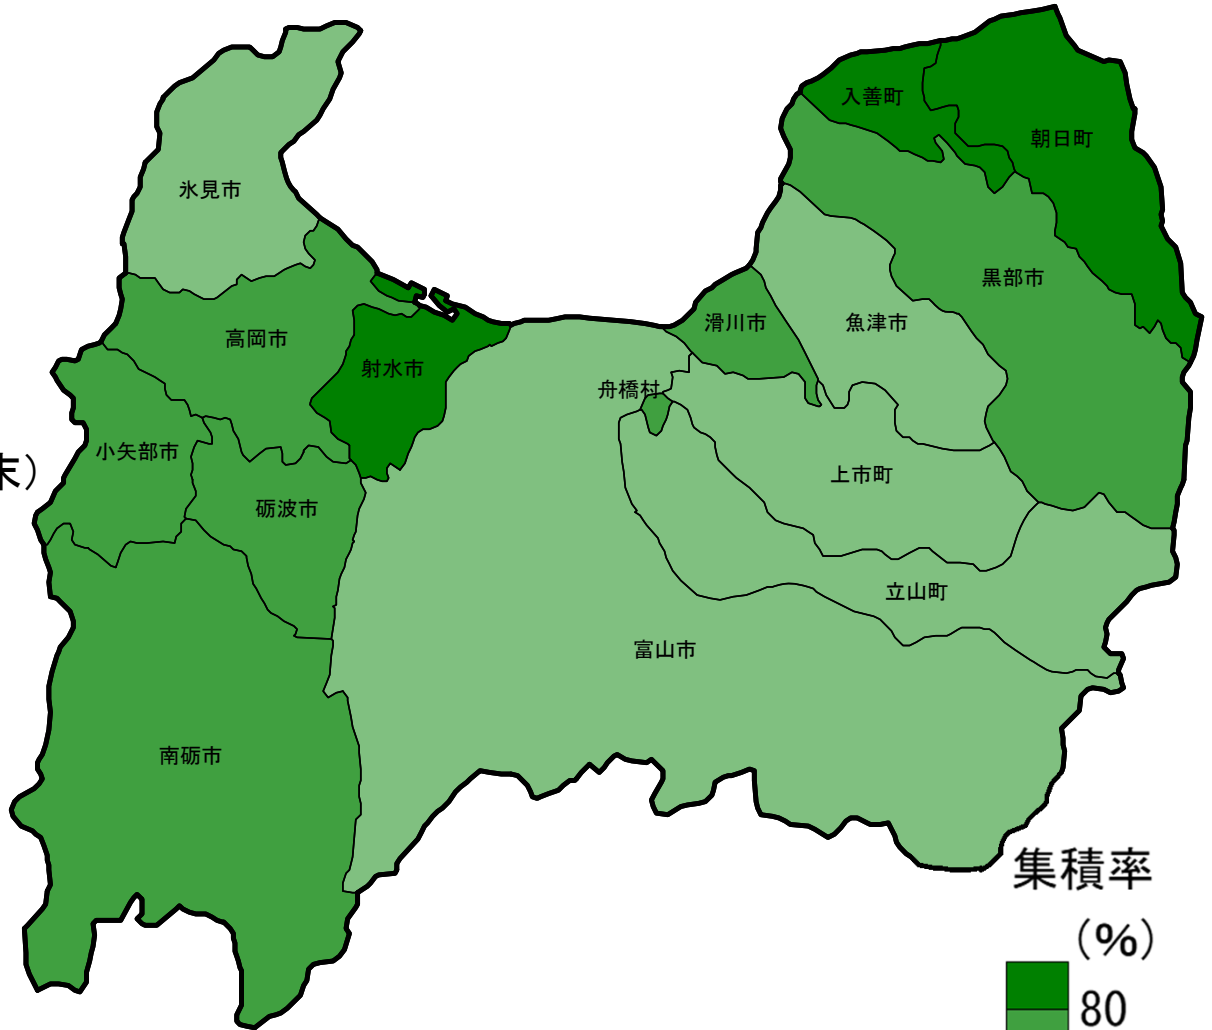 入善町
朝日町
氷見市
黒部市
滑川市
魚津市
高岡市
射水市
舟橋村
小矢部市
末）
上市町
砺波市
立山町
富山市
南砺市
集積率
（%）
80